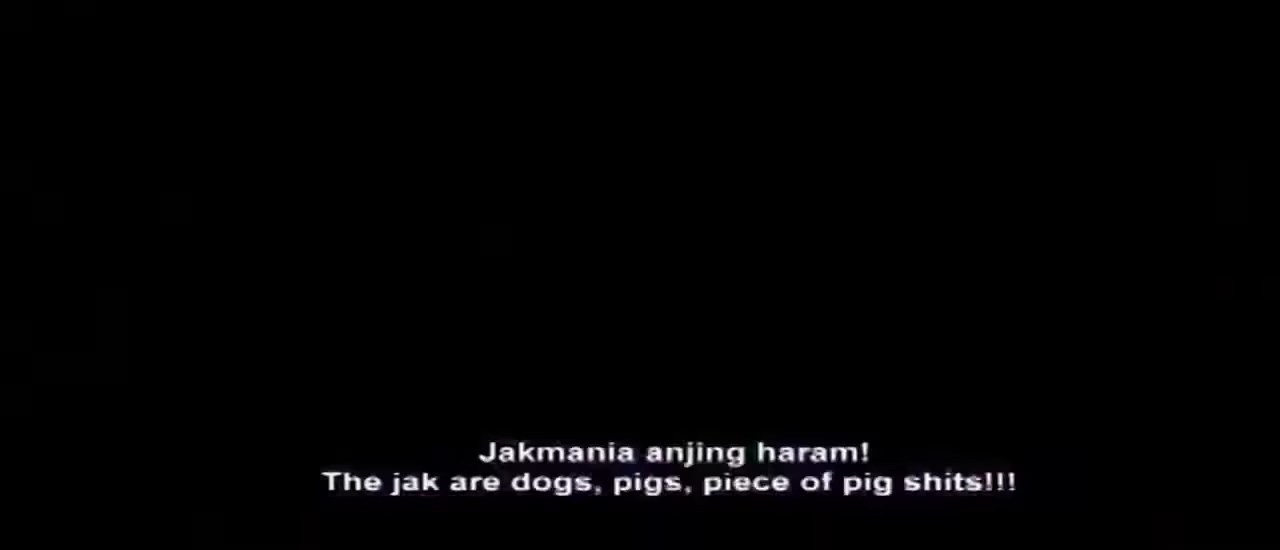 Jakmania anjing haram!
The jak are dogs, pigs, piece of pig shits!!!